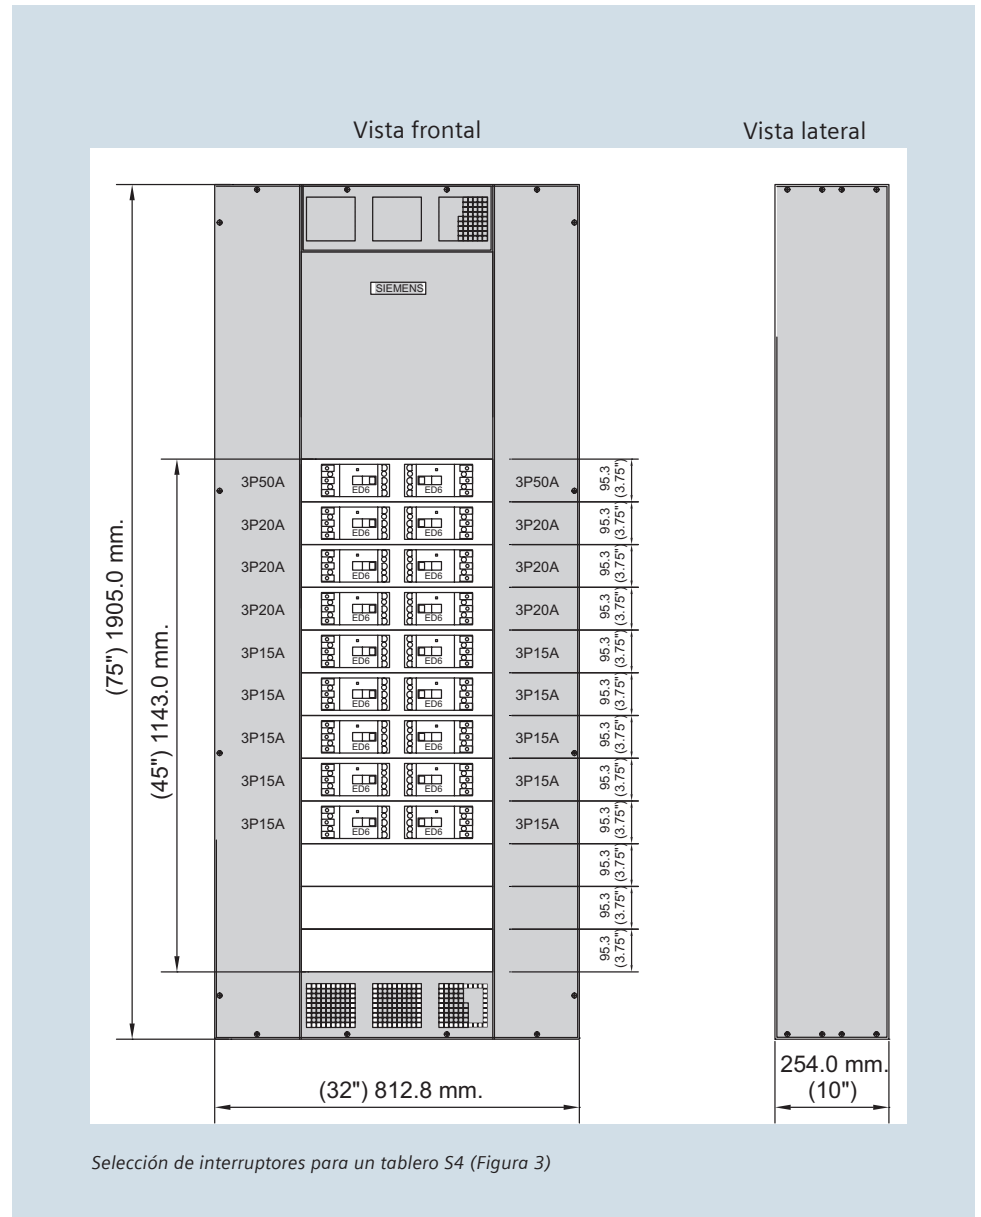 Vista frontal
Vista lateral
SIEMENS
3P50A ED6 ED6 3P50A 95.3 (3.75")
3P20A ED6 ED6 3P20A 95.3 (3.75")
3P20A ED6 ED6 3P20A 95.3 (3.75")
3P20A ED6 ED6 3P20A 95.3 (3.75")
3P15A ED6 ED6 3P15A 95.3 (3.75")
3P15A ED6 ED6 3P15A 95.3 (3.75")
3P15A ED6 ED6 3P15A 95.3 (3.75")
3P15A ED6 ED6 3P15A 95.3 (3.75")
3P15A ED6 ED6 3P15A 95.3 (3.75")
95.3 (3.75")
95.3 (3.75")
95.3 (3.75")
(75") 1905.0 mm.
(45") 1143.0 mm.
(32") 812.8 mm.
254.0 mm.
(10")
Selección de interruptores para un tablero S4 (Figura 3)